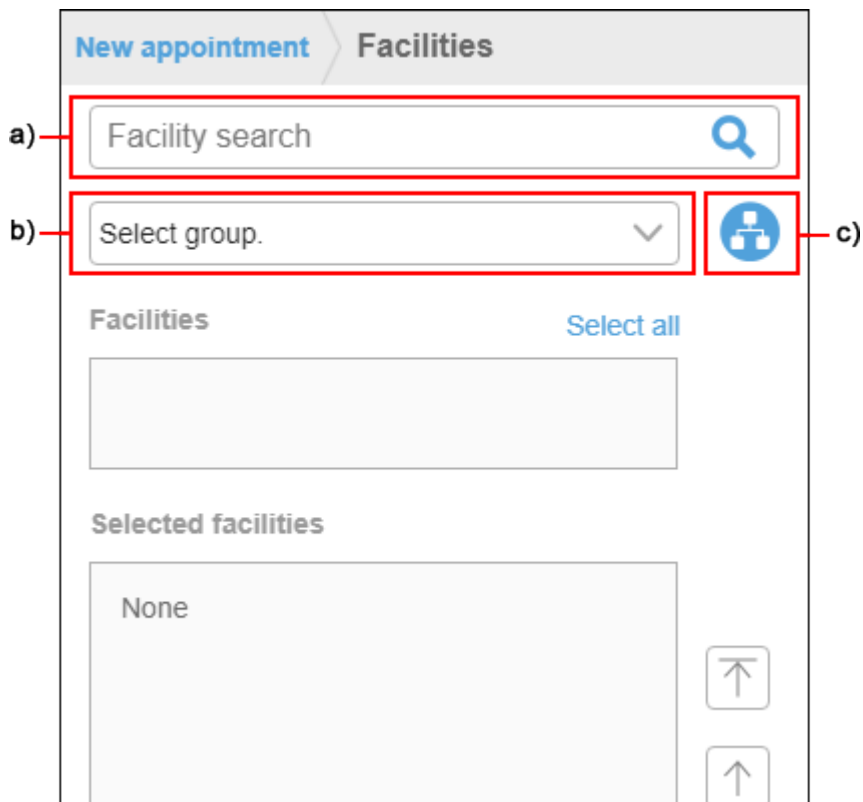 New appointment Facilities
a) Facility search
b) Select group. c)
Facilities Select all
Selected facilities
None